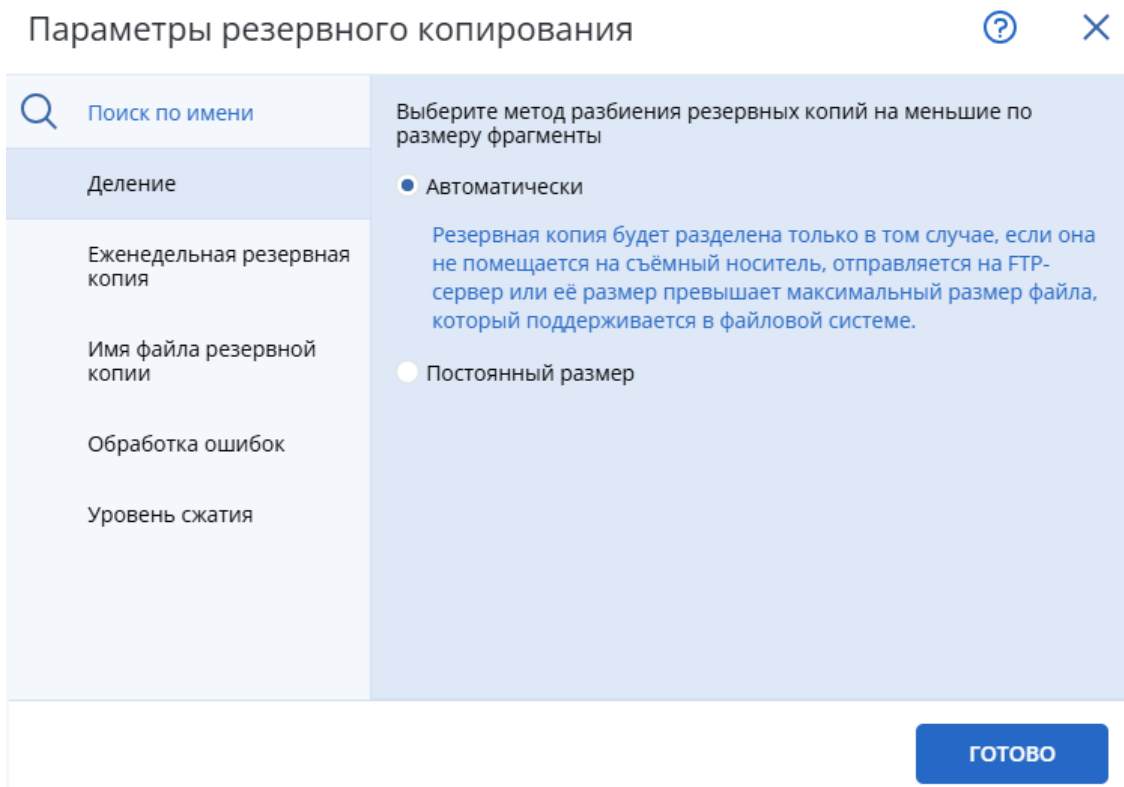 Параметры резервного копирования
?
Поиск по имени
Деление
Еженедельная резервная
копия
Имя файла резервной
копии
Обработка ошибок
Уровень сжатия
Выберите метод разбиения резервных копий на меньшие по
размеру фрагменты
Автоматически
Резервная копия будет разделена только в том случае, если она
не помещается на съёмный носитель, отправляется на FTP-
сервер или её размер превышает максимальный размер файла,
который поддерживается в файловой системе.
Постоянный размер
ГОТОВО